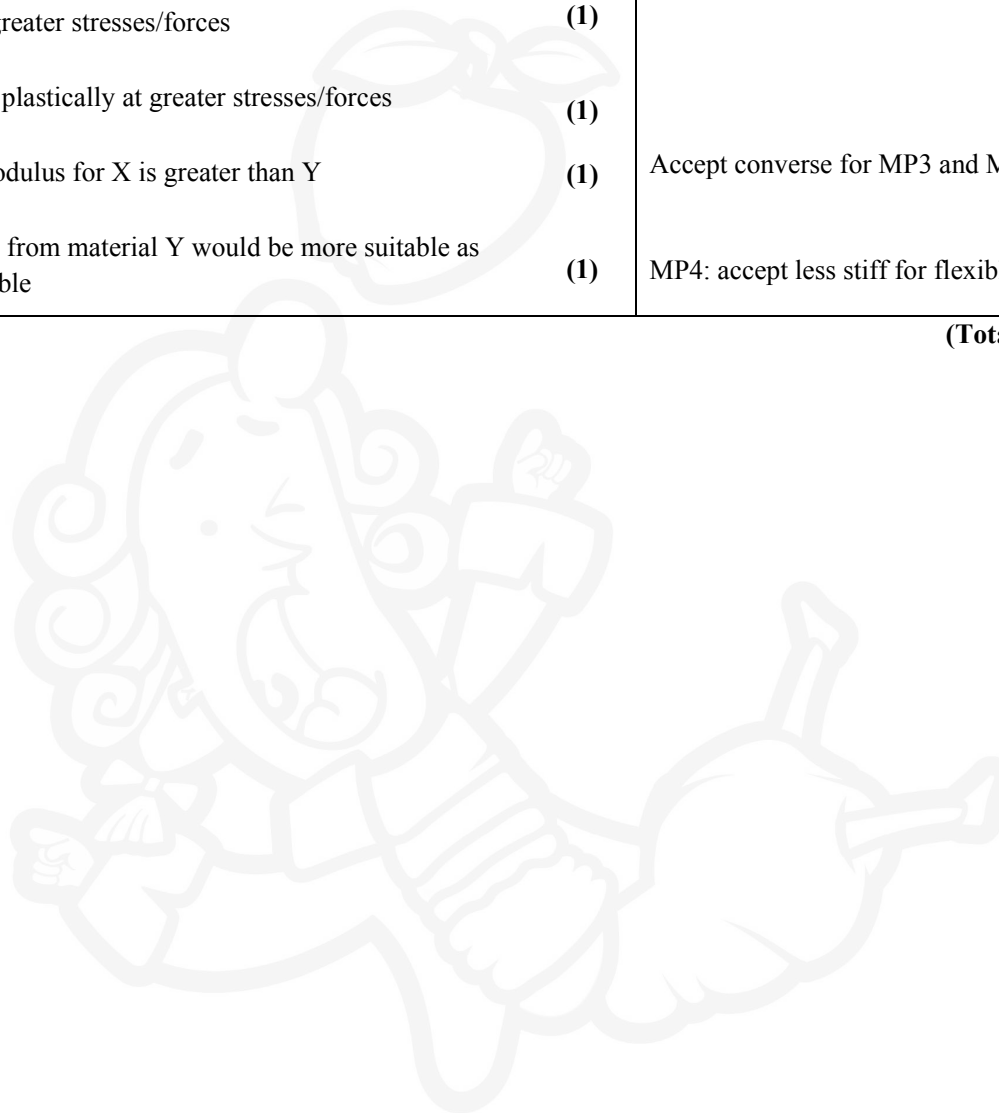 greater stresses/forces (1)
plastically at greater stresses/forces (1)
odulus for X is greater than Y (1) Accept converse for MP3 and M
from material Y would be more suitable as
ble (1) MP4: accept less stiff for flexib
(Tota